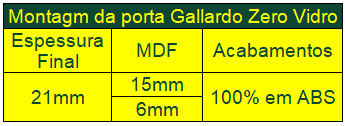 Montagm da porta Gallardo Zero Vidro
Espessura Final MDF Acabamentos
21mm 15mm 100% em ABS
6mm